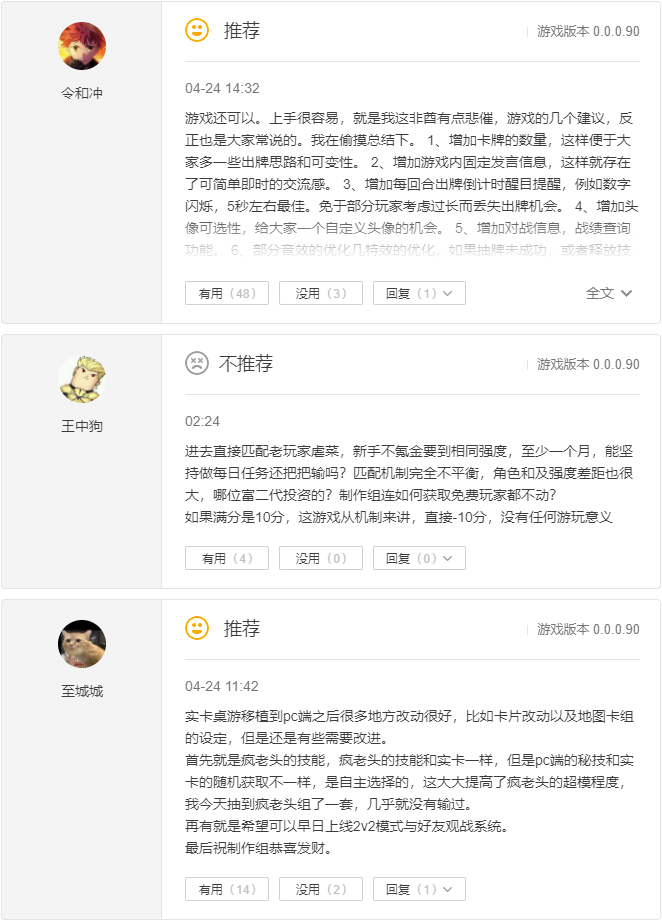 推荐
游戏版本 0.0.0.90
令和冲
04-24 14:32
游戏还可以。上手很容易，就是我这非酋有点悲催，游戏的几个建议，反
正也是大家常说的。我在偷摸总结下。 1、增加卡牌的数量，这样便于大
家多一些出牌思路和可变性。 2、增加游戏内固定发言信息，这样就存在
了可简单即时的交流感。 3、增加每回合出牌倒计时醒目提醒，例如数字
闪烁，5秒左右最佳。免于部分玩家考虑过长而丢失出牌机会。 4、增加头
像可选性，给大家一个自定义头像的机会。 5、增加对战信息，战绩查询
功能。 6、部分音效的优化几特效的优化，如果抽牌未成功，或者释放技
有用（48）
没用（3）
回复（1）
全文
不推荐
游戏版本 0.0.0.90
王中狗
02:24
进去直接匹配老玩家虐菜，新手不氪金要到相同强度，至少一个月，能坚
持做每日任务还把把输吗？匹配机制完全不平衡，角色和及强度差距也很
大，哪位富二代投资的？制作组连如何获取免费玩家都不动？
如果满分是10分，这游戏从机制来讲，直接-10分，没有任何游玩意义
有用（4）
没用（0）
回复（0）
推荐
游戏版本 0.0.0.90
至城城
04-24 11:42
实卡桌游移植到pc端之后很多地方改动很好，比如卡片改动以及地图卡组
的设定，但是还是有些需要改进。
首先就是疯老头的技能，疯老头的技能和实卡一样，但是pc端的秘技和实
卡的随机获取不一样，是自主选择的，这大大提高了疯老头的超模程度，
我今天抽到疯老头组了一套，几乎就没有输过。
再有就是希望可以早日上线2v2模式与好友观战系统。
最后祝制作组恭喜发财。
有用（14）
没用（2）
回复（1）